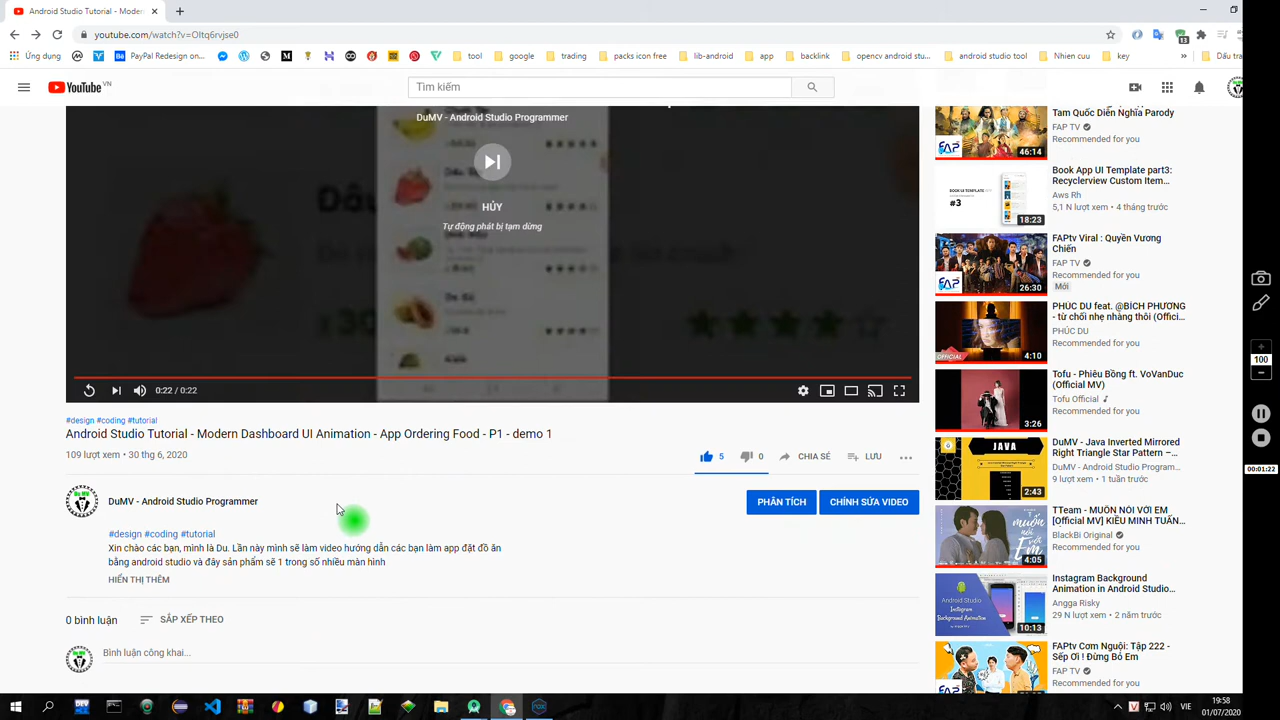 Android Studio Tutorial - Modern
youtube.com/watch?v=OItq6rvjse0
Ứng dụng
PayPal Redesign on...
tool
google
trading
packs icon free
lib-android
app
backlink
opencv android stu...
android studio tool
Nhien cuu
key
»
Dấu tra
YouTube VN
Tìm kiếm
13
DuMV - Android Studio Programmer
HỦY
Tự động phát bị tạm dừng
0:22 / 0:22
#design #coding #tutorial
Android Studio Tutorial - Modern Dashboard UI Animation - App Ordering Food - P1 - demo 1
109 lượt xem • 30 thg 6, 2020
5
0
CHIA SẺ
LƯU
DuMV - Android Studio Programmer
PHÂN TÍCH
CHỈNH SỬA VIDEO
#design #coding #tutorial
Xin chào các bạn, mình là Du. Lần này mình sẽ làm video hướng dẫn các bạn làm app đặt đồ ăn
bằng android studio và đây sản phẩm sẽ 1 trong số nhiều màn hình
HIỂN THỊ THÊM
0 bình luận
SẮP XẾP THEO
Bình luận công khai...
Tam Quốc Diễn Nghĩa Parody
FAP TV
Recommended for you
FAP
46:14
Book App UI Template part3:
Recyclerview Custom Item...
Aws Rh
5,1 N lượt xem • 4 tháng trước
#3
18:23
FAPtv Viral : Quyền Vương
Chiến
FAP TV
Recommended for you
Mới
FAP
26:30
PHÚC DU feat. @BÍCH PHƯƠNG
- từ chối nhẹ nhàng thôi (Offici...
PHÚC DU
Recommended for you
OFFICIAL
4:10
Tofu - Phiêu Bồng ft. VoVanDuc
(Official MV)
Tofu Official
Recommended for you
3:26
DuMV - Java Inverted Mirrored
Right Triangle Star Pattern –...
DuMV - Android Studio Program...
9 lượt xem • 1 tuần trước
JAVA
2:43
TTeam - MUỐN NÓI VỚI EM
[Official MV] KIỀU MINH TUẤN...
BlackBi Original
Recommended for you
4:05
Instagram Background
Animation in Android Studio...
Angga Risky
29 N lượt xem • 2 năm trước
Android Studio
Instagram
Background
Animation
10:13
FAPtv Cơm Nguội: Tập 222 -
Sếp Ơi ! Đừng Bỏ Em
FAP TV
Recommended for you
FAP
100
00:01:22
DEV
nox
VIE
19:58
01/07/2020